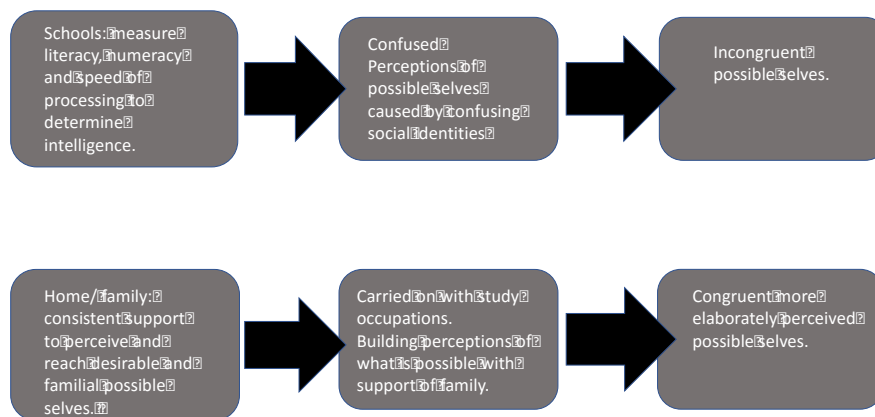 Schools: measure
literacy, numeracy
and speed of
processing to
determine
intelligence.
Confused
Perceptions of
possible selves
caused by confusing
social identities
Incongruent
possible selves.
Home/ family:
consistent support
to perceive and
reach desirable and
familial possible
selves.
Carried on with study
occupations.
Building perceptions of
what is possible with
support of family.
Congruent more
elaborately perceived
possible selves.